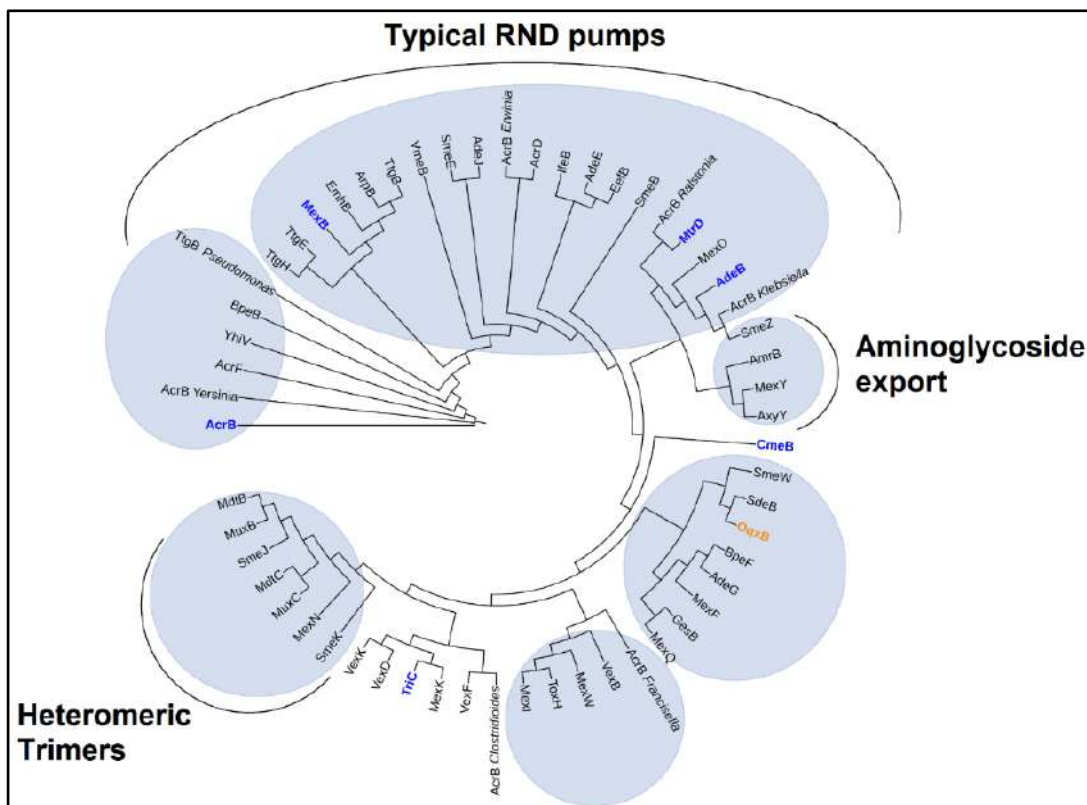 Typical RND pumps
TtgB Pseudomonas
BpeB
YhiV
AcrF
AcrB Yersinia
AcrB
TtgH
TtgE
MexB
EmhB
ArpB
TtgB
VmeB
SmeE
AdeJ
AcrB Erwinia
AcrD
IfeB
AdeE
EefB
SmeB
AcrB Ralstonia
MtrD
MexD
AdeB
AcrB Klebsiella
SmeZ
AmrB
MexY
AxyY
Aminoglycoside
export
CmeB
SmeW
SdeB
OqxB
BpeF
AdeG
MexF
GesB
MexQ
AcrB Francisella
VexB
MexW
ToxH
MexI
AcrB Clostridioides
VexF
MexK
TriC
VexD
VexK
SmeK
MexN
MuxC
MdtC
SmeJ
MuxB
MdtB
Heteromeric
Trimers